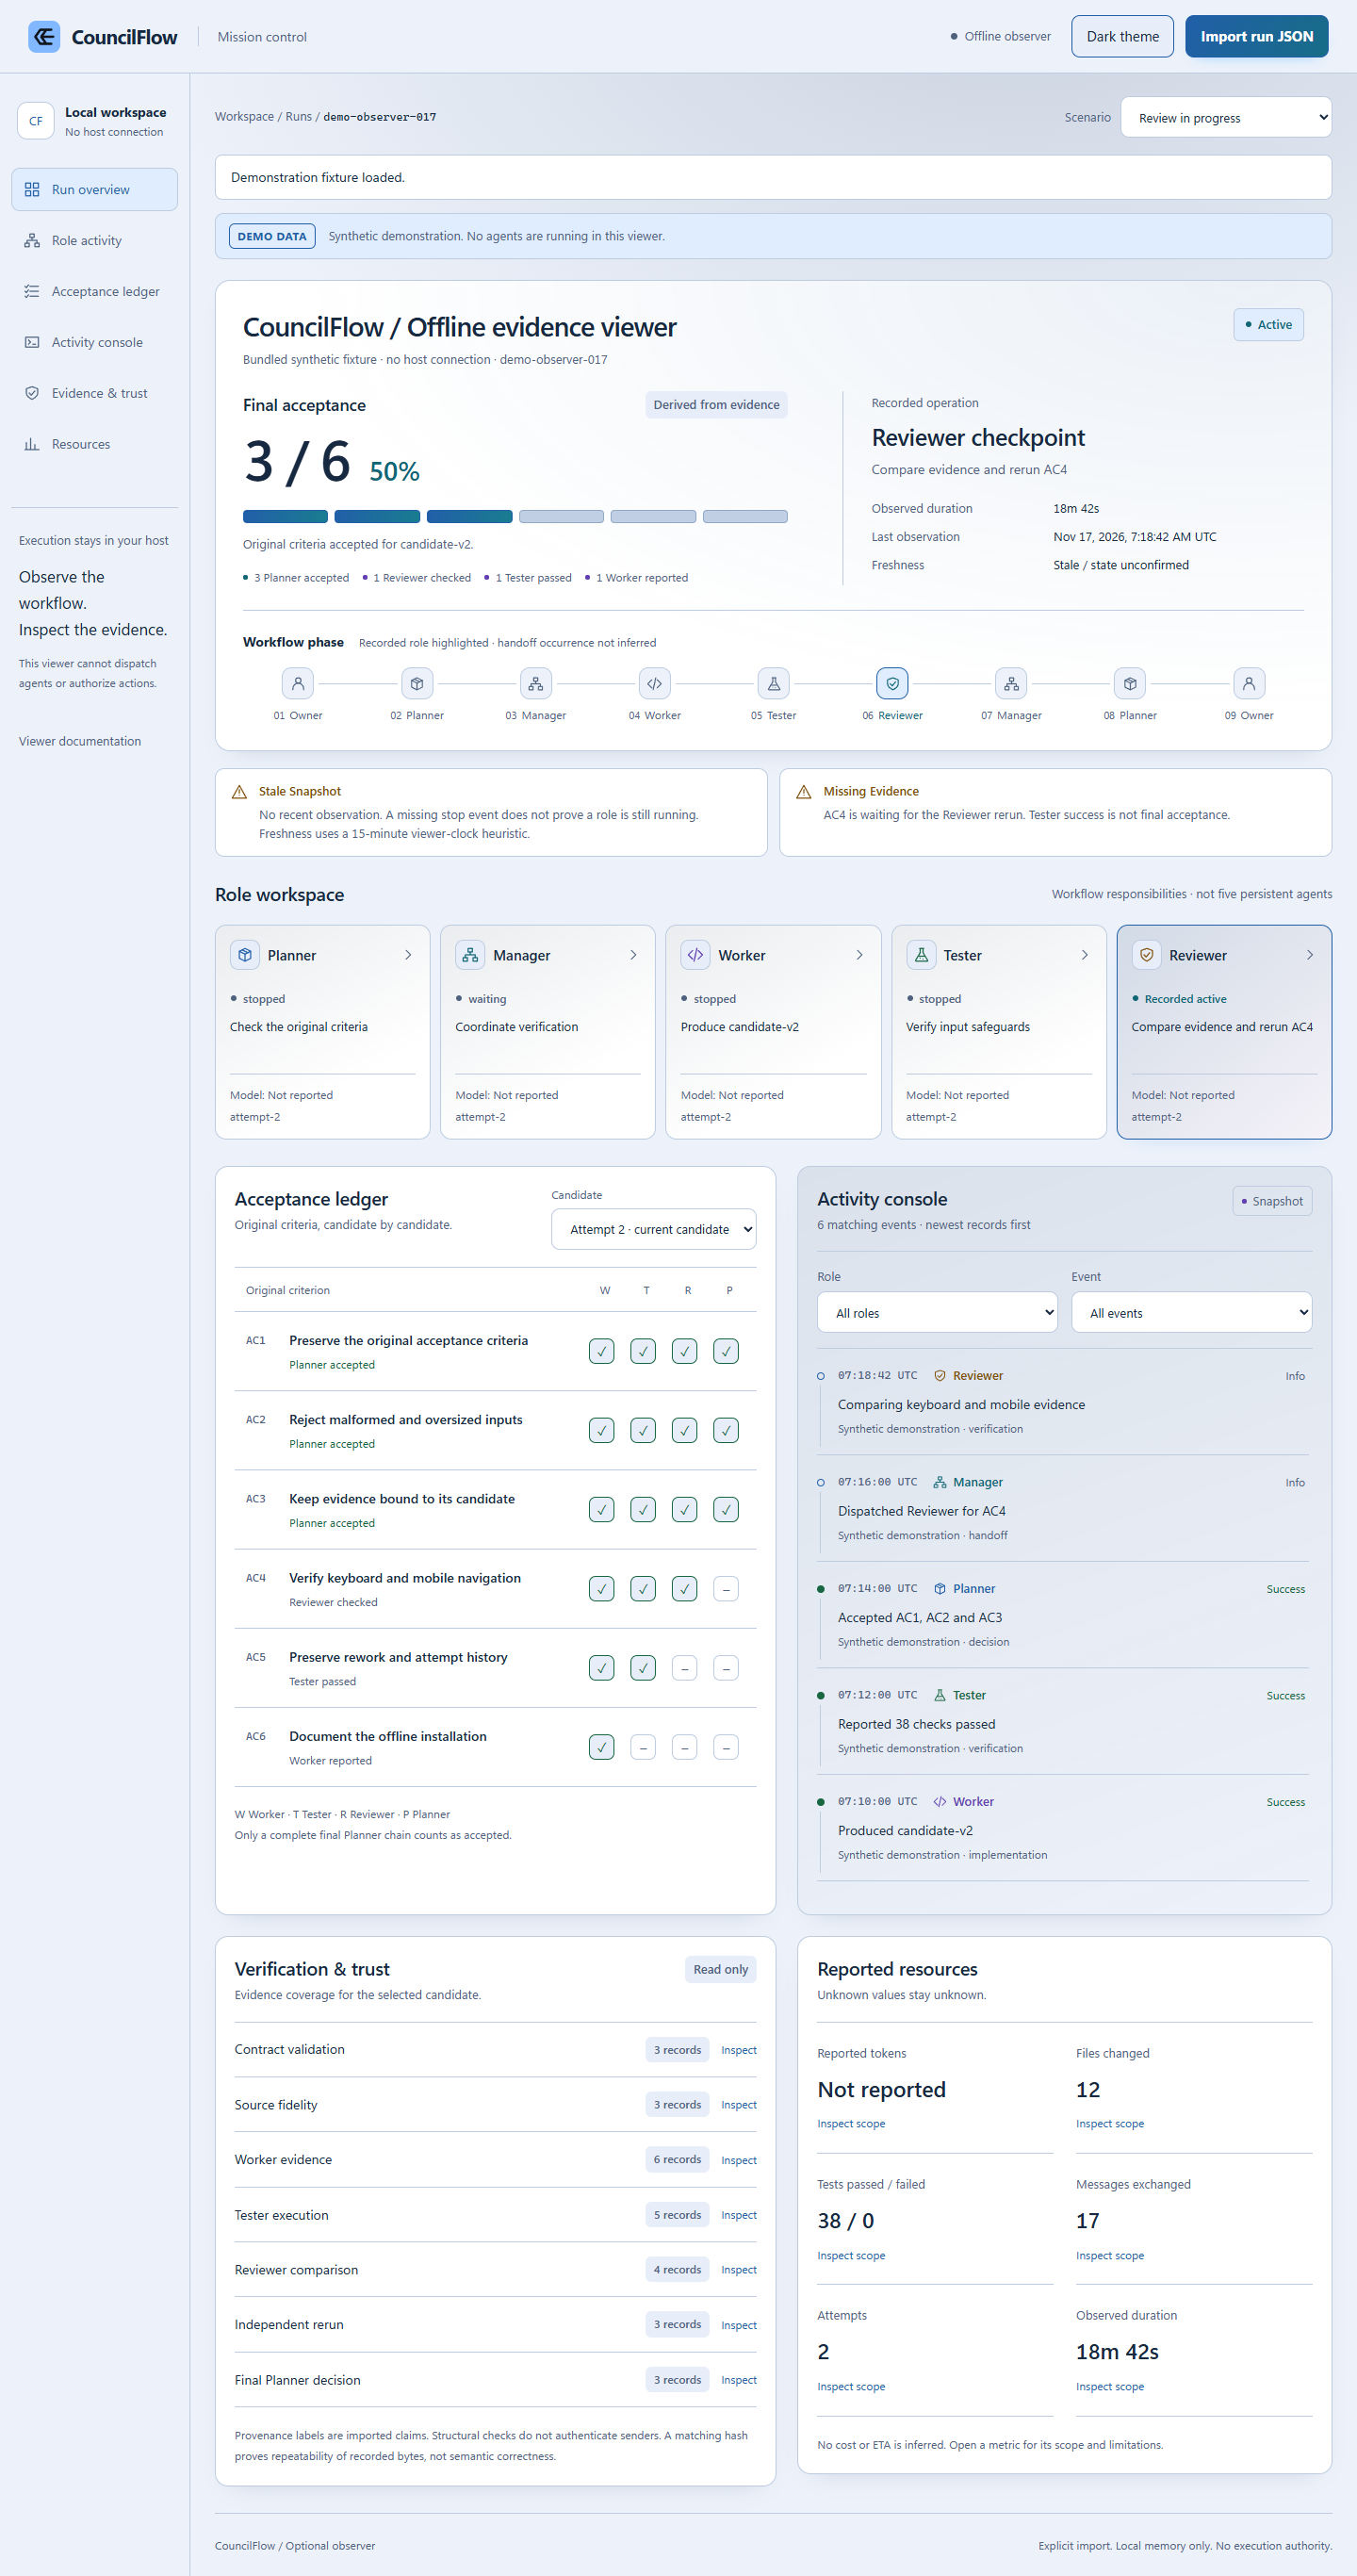 CouncilFlow
Mission control
Offline observer
Dark theme
Import run JSON
CF
Local workspace
No host connection
Run overview
Role activity
Acceptance ledger
Activity console
Evidence & trust
Resources
Execution stays in your host
Observe the
workflow.
Inspect the evidence.
This viewer cannot dispatch
agents or authorize actions.
Viewer documentation
Workspace / Runs / demo-observer-017
Scenario
Review in progress
Demonstration fixture loaded.
DEMO DATA
Synthetic demonstration. No agents are running in this viewer.
CouncilFlow / Offline evidence viewer
Active
Bundled synthetic fixture · no host connection · demo-observer-017
Final acceptance
Derived from evidence
3 / 6 50%
Original criteria accepted for candidate-v2.
3 Planner accepted
1 Reviewer checked
1 Tester passed
1 Worker reported
Recorded operation
Reviewer checkpoint
Compare evidence and rerun AC4
Observed duration 18m 42s
Last observation Nov 17, 2026, 7:18:42 AM UTC
Freshness Stale / state unconfirmed
Workflow phase
Recorded role highlighted · handoff occurrence not inferred
01 Owner
02 Planner
03 Manager
04 Worker
05 Tester
06 Reviewer
07 Manager
08 Planner
09 Owner
Stale Snapshot
No recent observation. A missing stop event does not prove a role is still running.
Freshness uses a 15-minute viewer-clock heuristic.
Missing Evidence
AC4 is waiting for the Reviewer rerun. Tester success is not final acceptance.
Role workspace
Workflow responsibilities · not five persistent agents
Planner
stopped
Check the original criteria
Model: Not reported
attempt-2
Manager
waiting
Coordinate verification
Model: Not reported
attempt-2
Worker
stopped
Produce candidate-v2
Model: Not reported
attempt-2
Tester
stopped
Verify input safeguards
Model: Not reported
attempt-2
Reviewer
Recorded active
Compare evidence and rerun AC4
Model: Not reported
attempt-2
Acceptance ledger
Original criteria, candidate by candidate.
Candidate
Attempt 2 · current candidate
Original criterion W T R P
AC1 Preserve the original acceptance criteria ✓ ✓ ✓ ✓
Planner accepted
AC2 Reject malformed and oversized inputs ✓ ✓ ✓ ✓
Planner accepted
AC3 Keep evidence bound to its candidate ✓ ✓ ✓ ✓
Planner accepted
AC4 Verify keyboard and mobile navigation ✓ ✓ ✓ –
Reviewer checked
AC5 Preserve rework and attempt history ✓ ✓ – –
Tester passed
AC6 Document the offline installation ✓ – – –
Worker reported
W Worker · T Tester · R Reviewer · P Planner
Only a complete final Planner chain counts as accepted.
Activity console
Snapshot
6 matching events · newest records first
Role
All roles
Event
All events
07:18:42 UTC Reviewer Info
Comparing keyboard and mobile evidence
Synthetic demonstration · verification
07:16:00 UTC Manager Info
Dispatched Reviewer for AC4
Synthetic demonstration · handoff
07:14:00 UTC Planner Success
Accepted AC1, AC2 and AC3
Synthetic demonstration · decision
07:12:00 UTC Tester Success
Reported 38 checks passed
Synthetic demonstration · verification
07:10:00 UTC Worker Success
Produced candidate-v2
Synthetic demonstration · implementation
Verification & trust
Read only
Evidence coverage for the selected candidate.
Contract validation 3 records Inspect
Source fidelity 3 records Inspect
Worker evidence 6 records Inspect
Tester execution 5 records Inspect
Reviewer comparison 4 records Inspect
Independent rerun 3 records Inspect
Final Planner decision 3 records Inspect
Provenance labels are imported claims. Structural checks do not authenticate senders. A matching hash
proves repeatability of recorded bytes, not semantic correctness.
Reported resources
Unknown values stay unknown.
Reported tokens
Not reported
Inspect scope
Files changed
12
Inspect scope
Tests passed / failed
38 / 0
Inspect scope
Messages exchanged
17
Inspect scope
Attempts
2
Inspect scope
Observed duration
18m 42s
Inspect scope
No cost or ETA is inferred. Open a metric for its scope and limitations.
CouncilFlow / Optional observer
Explicit import. Local memory only. No execution authority.